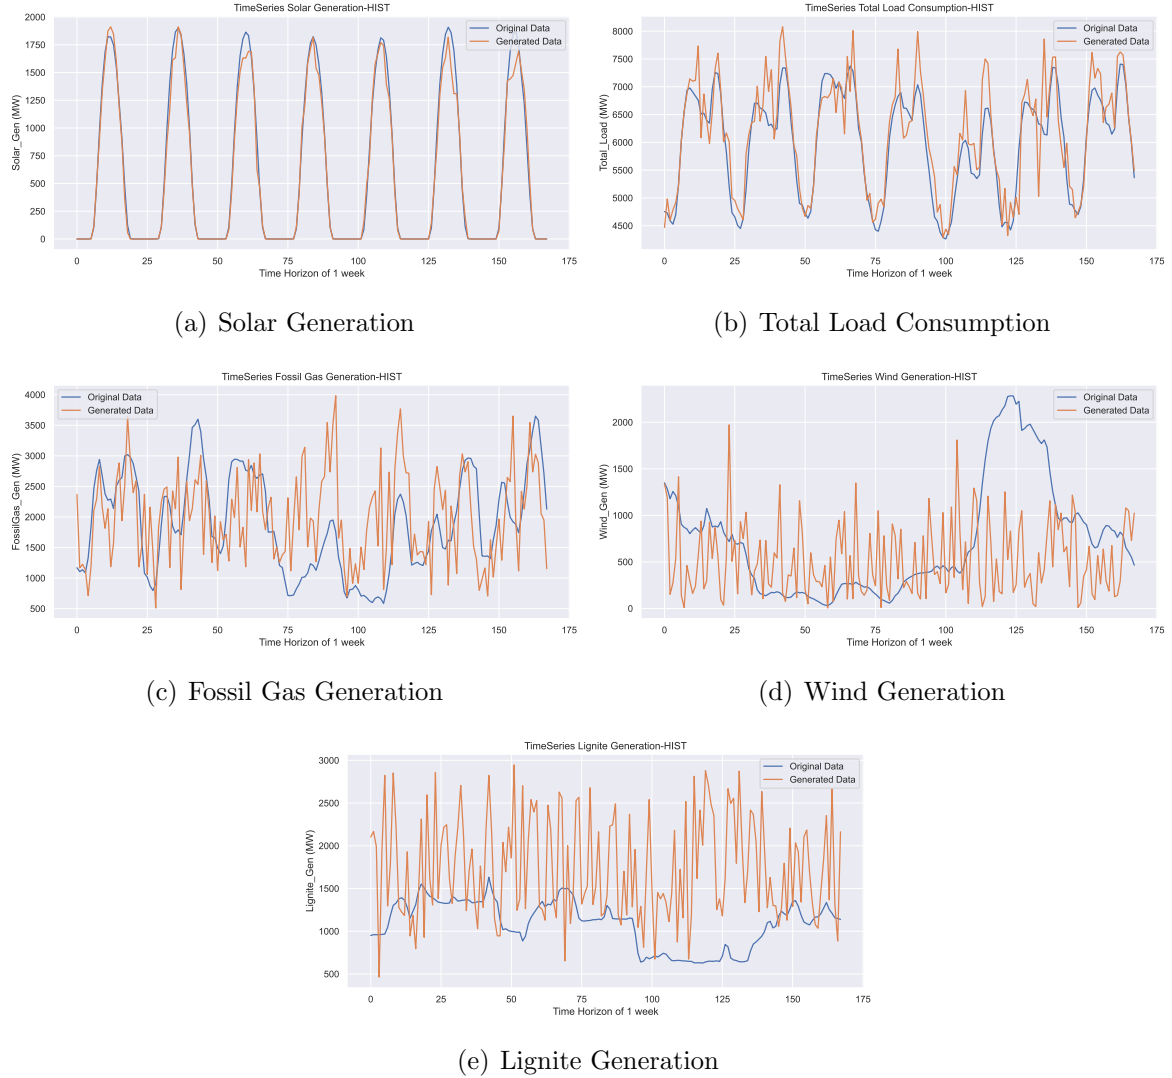 TimeSeries Solar Generation-HIST
Original Data
Generated Data
Solar_Gen (MW)
2000
1750
1500
1250
1000
750
500
250
0
0 25 50 75 100 125 150 175
Time Horizon of 1 week
(a) Solar Generation
TimeSeries Total Load Consumption-HIST
Original Data
Generated Data
Total_Load (MW)
8000
7500
7000
6500
6000
5500
5000
4500
0 25 50 75 100 125 150 175
Time Horizon of 1 week
(b) Total Load Consumption
TimeSeries Fossil Gas Generation-HIST
Original Data
Generated Data
FossilGas_Gen (MW)
4000
3500
3000
2500
2000
1500
1000
500
0 25 50 75 100 125 150 175
Time Horizon of 1 week
(c) Fossil Gas Generation
TimeSeries Wind Generation-HIST
Original Data
Generated Data
Wind_Gen (MW)
2000
1500
1000
500
0
0 25 50 75 100 125 150 175
Time Horizon of 1 week
(d) Wind Generation
TimeSeries Lignite Generation-HIST
Original Data
Generated Data
Lignite_Gen (MW)
3000
2500
2000
1500
1000
500
0 25 50 75 100 125 150 175
Time Horizon of 1 week
(e) Lignite Generation